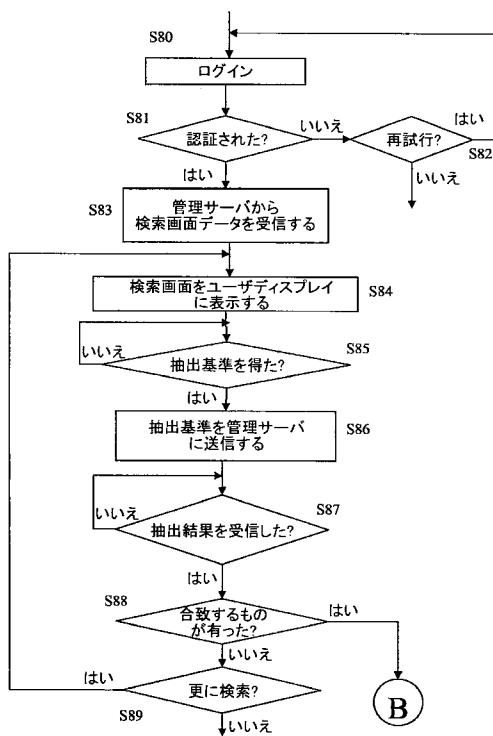 S80
ログイン
S81
認証された?
いいえ
再試行?
はい
S82
いいえ
はい
S83
管理サーバから
検索画面データを受信する
検索画面をユーザディスプレイ
に表示する
S84
いいえ
抽出基準を得た?
S85
はい
抽出基準を管理サーバ
に送信する
S86
いいえ
抽出結果を受信した?
S87
はい
S88
合致するもの
が有った?
はい
いいえ
はい
更に検索?
B
S89
いいえ